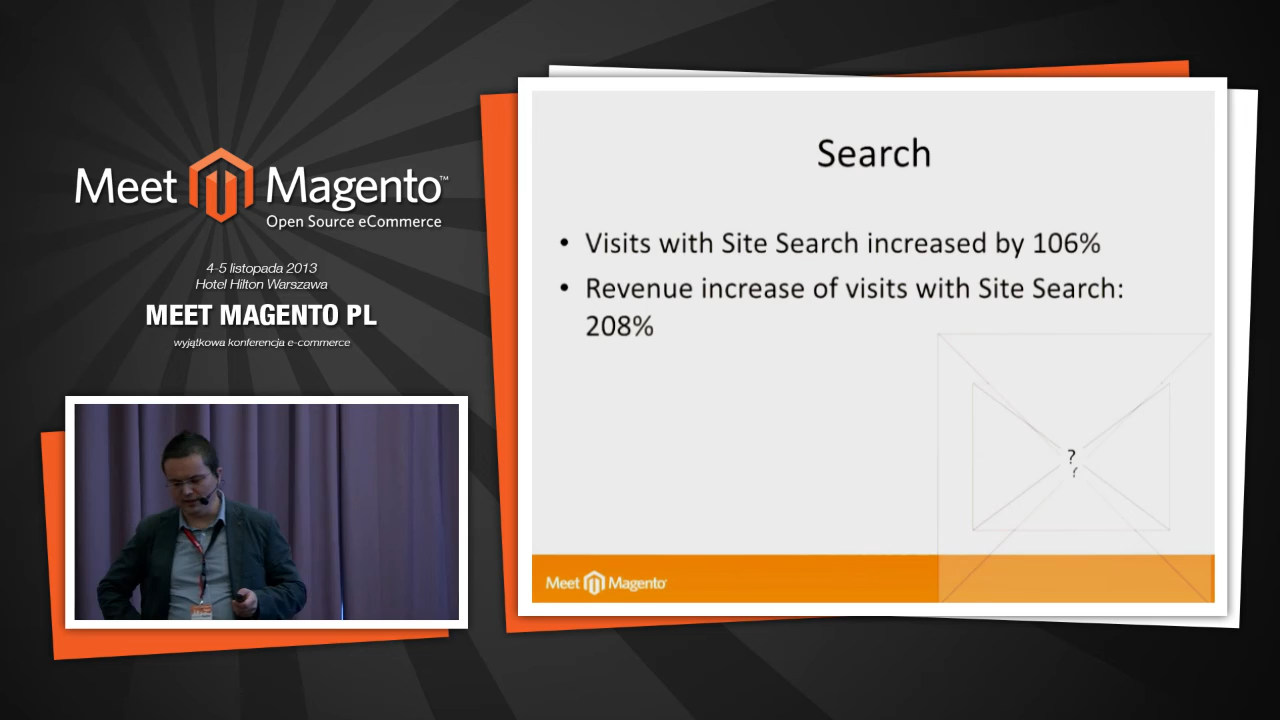 Meet Magento™
Open Source eCommerce
4-5 listopada 2013
Hotel Hilton Warszawa
MEET MAGENTO PL
wyjątkowa konferencja e-commerce
Search
• Visits with Site Search increased by 106%
• Revenue increase of visits with Site Search:
208%
?
?
Meet Magento